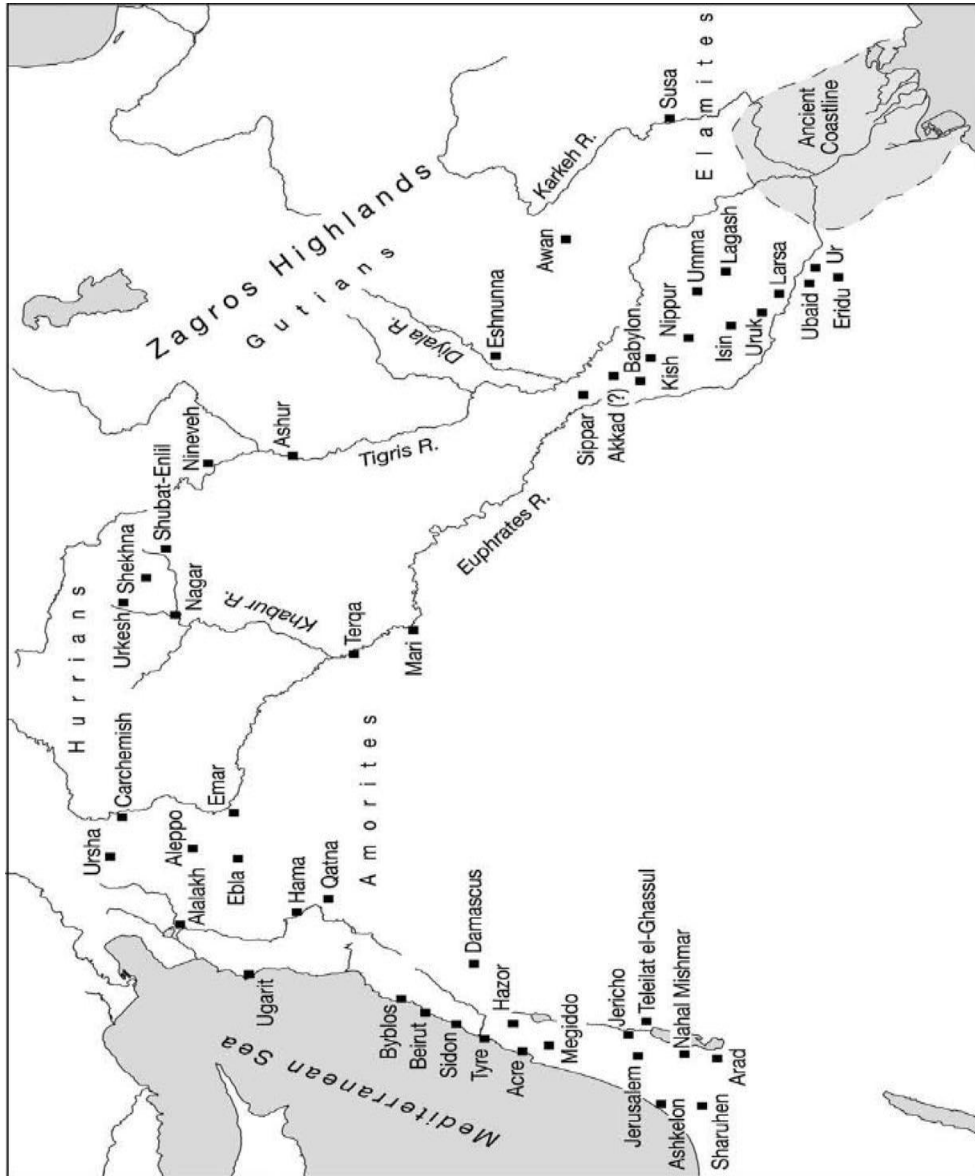 Hurrians
Ursha
Carchemish
Urkesh
Shekhna
Shubat-Enlil
Nagar
Nineveh
Alalakh
Aleppo
Ebla
Emar
Khabur R.
Ashur
Zagros Highlands
Gutians
Ugarit
Hama
Qatna
Terqa
Mari
Tigris R.
Diyala R.
Eshnunna
Amorites
Mediterranean Sea
Byblos
Beirut
Sidon
Tyre
Acre
Damascus
Hazor
Megiddo
Euphrates R.
Awan
Karkeh R.
Susa
Sippar
Akkad (?)
Babylon
Kish
Nippur
Umma
Lagash
Isin
Uruk
Larsa
Ubaid
Ur
Eridu
Elamites
Ancient
Coastline
Jericho
Teleilat el-Ghassul
Jerusalem
Nahal Mishmar
Ashkelon
Sharuhen
Arad